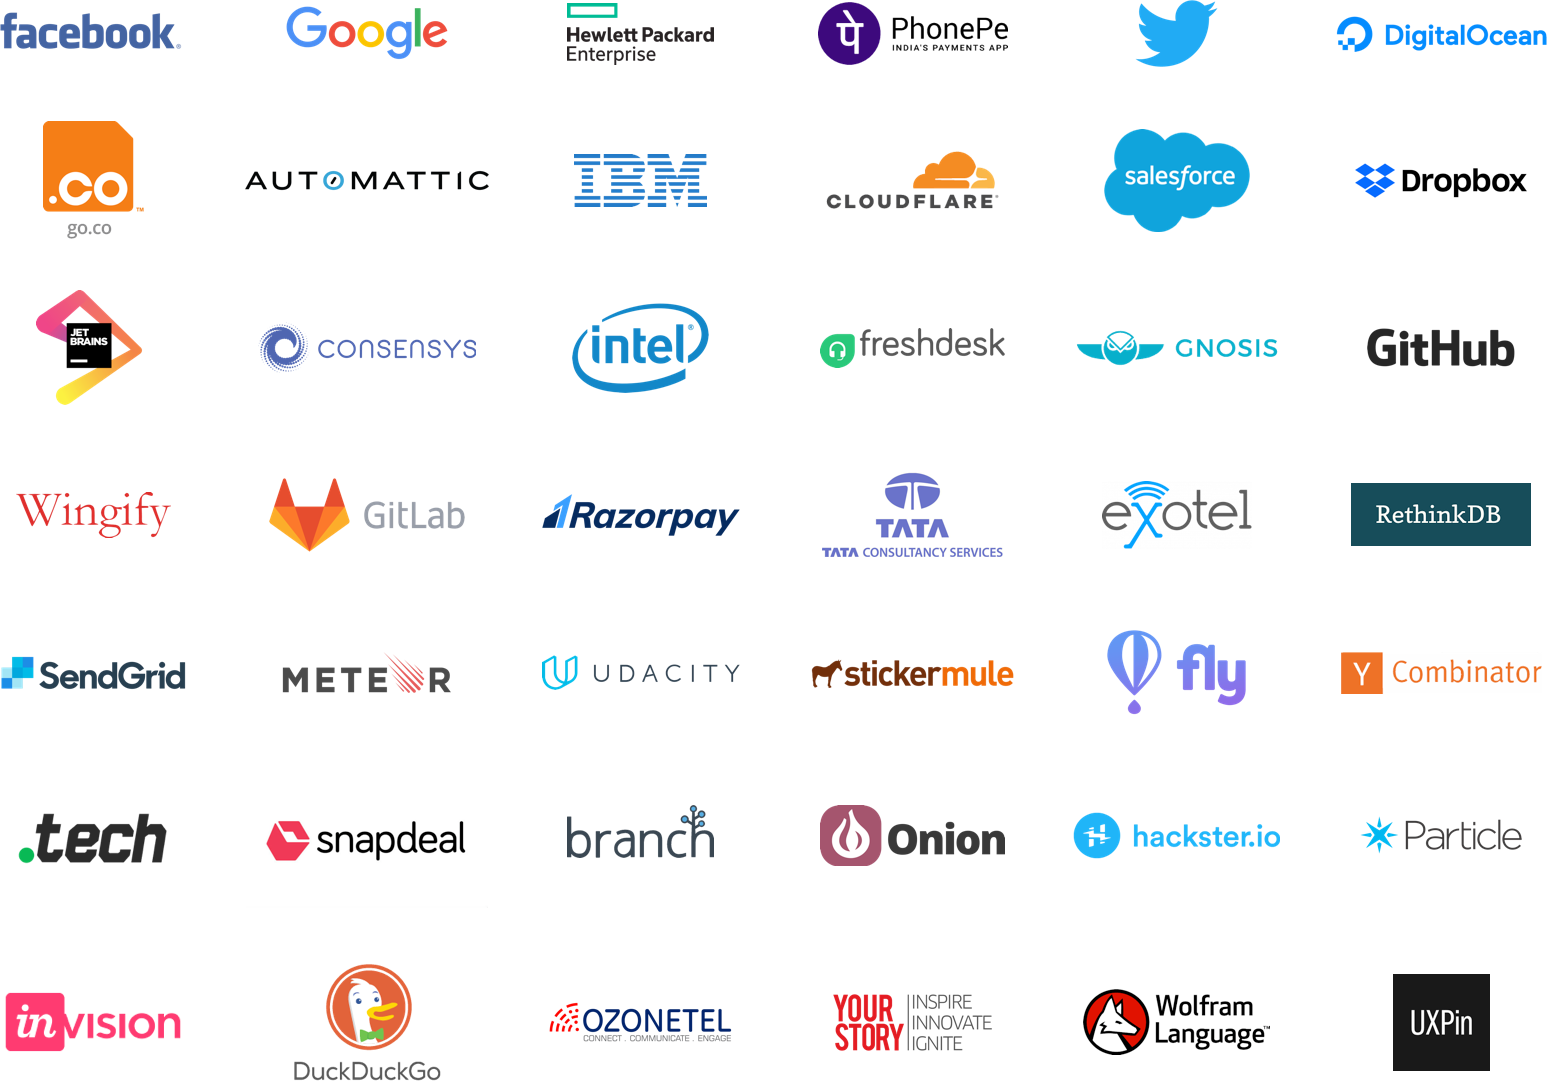 facebook®
Google
Hewlett Packard
Enterprise
पे PhonePe
INDIA'S PAYMENTS APP
DigitalOcean
.co™
go.co
AUTOMATTIC
IBM
CLOUDFLARE®
salesforce
Dropbox
JET
BRAINS
CONSENSYS
intel®
freshdesk
GNOSIS
GitHub
Wingify
GitLab
Razorpay
TATA
TATA CONSULTANCY SERVICES
exotel
RethinkDB
SendGrid
METEOR
UDACITY
stickermule
fly
Y Combinator
.tech
snapdeal
branch
Onion
hackster.io
Particle
invision
DuckDuckGo
OZONETEL
CONNECT . COMMUNICATE . ENGAGE
YOUR
STORY
INSPIRE
INNOVATE
IGNITE
Wolfram
Language™
UXPin